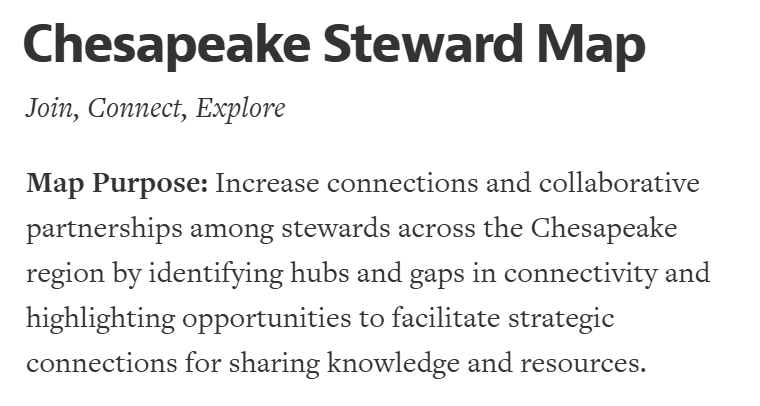 Chesapeake Steward Map
Join, Connect, Explore
Map Purpose: Increase connections and collaborative
partnerships among stewards across the Chesapeake
region by identifying hubs and gaps in connectivity and
highlighting opportunities to facilitate strategic
connections for sharing knowledge and resources.